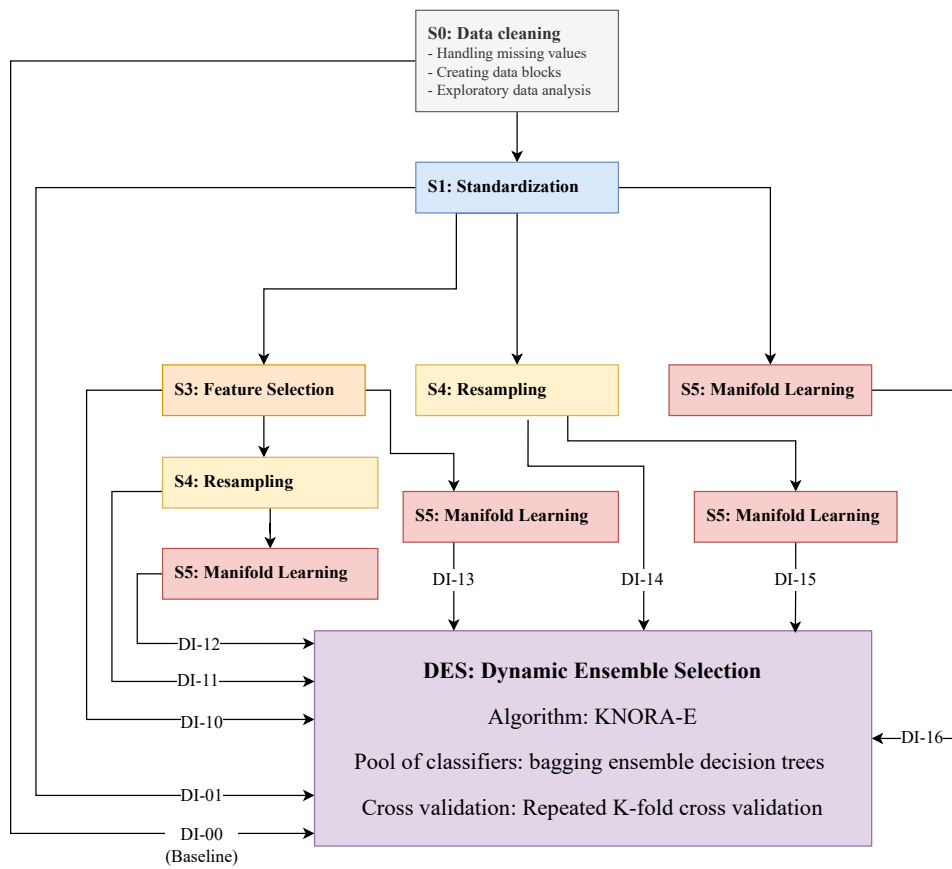 S0: Data cleaning
- Handling missing values
- Creating data blocks
- Exploratory data analysis
S1: Standardization
S3: Feature Selection
S4: Resampling
S5: Manifold Learning
S4: Resampling
S5: Manifold Learning
S5: Manifold Learning
S5: Manifold Learning
DI-13
DI-14
DI-15
DI-12
DI-11
DI-10
DI-01
DI-00
(Baseline)
DI-16
DES: Dynamic Ensemble Selection
Algorithm: KNORA-E
Pool of classifiers: bagging ensemble decision trees
Cross validation: Repeated K-fold cross validation